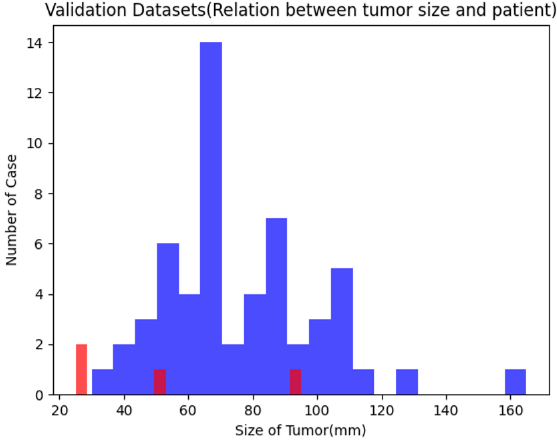 Validation Datasets(Relation between tumor size and patient)
14
12
10
8
6
4
2
0
Number of Case
20 40 60 80 100 120 140 160
Size of Tumor(mm)